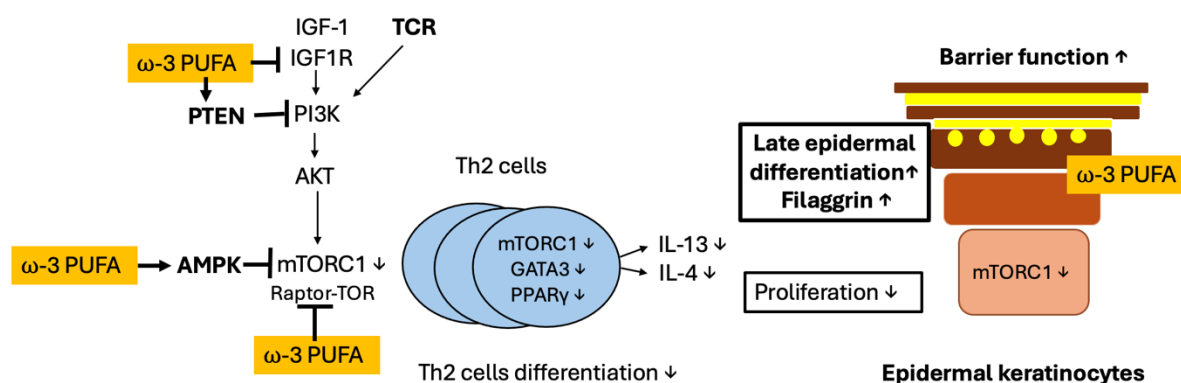 IGF-1
TCR
ω-3 PUFA
IGF1R
PTEN
PI3K
AKT
ω-3 PUFA
AMPK
mTORC1 ↓
Raptor-TOR
ω-3 PUFA
Th2 cells
mTORC1 ↓
GATA3 ↓
PPARγ ↓
IL-13 ↓
IL-4 ↓
Th2 cells differentiation ↓
Barrier function ↑
Late epidermal
differentiation↑
Filaggrin ↑
ω-3 PUFA
mTORC1 ↓
Proliferation ↓
Epidermal keratinocytes